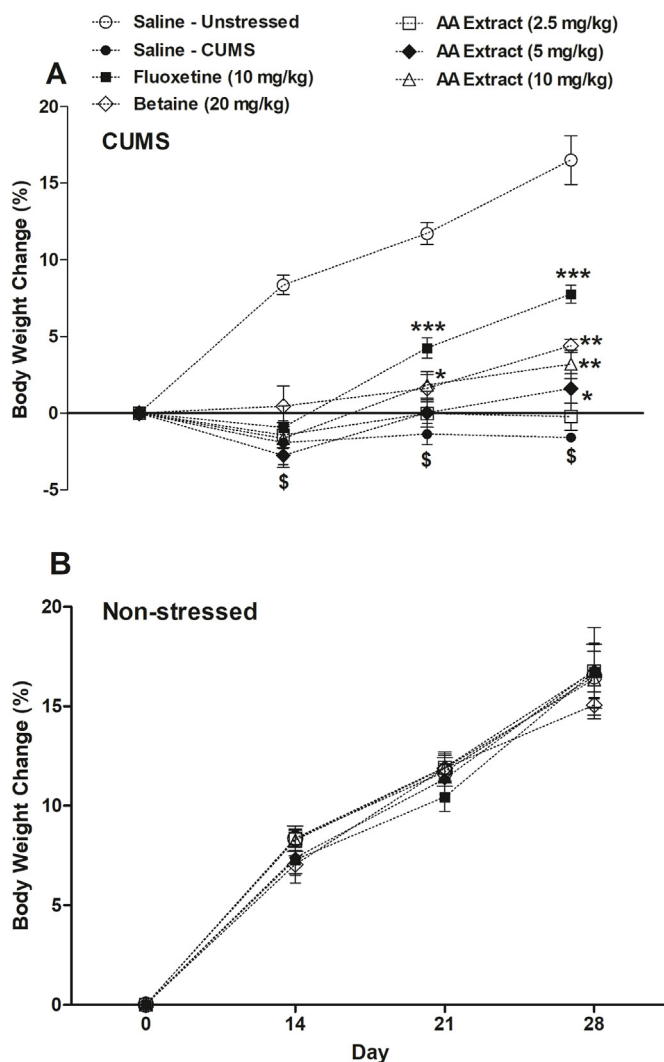 Saline - Unstressed
Saline - CUMS
Fluoxetine (10 mg/kg)
Betaine (20 mg/kg)
AA Extract (2.5 mg/kg)
AA Extract (5 mg/kg)
AA Extract (10 mg/kg)
A
CUMS
Body Weight Change (%)
20
15
10
5
0
-5
***
***
*
**
**
*
$
$
$
B
Non-stressed
Body Weight Change (%)
20
15
10
5
0
0 14 21 28
Day